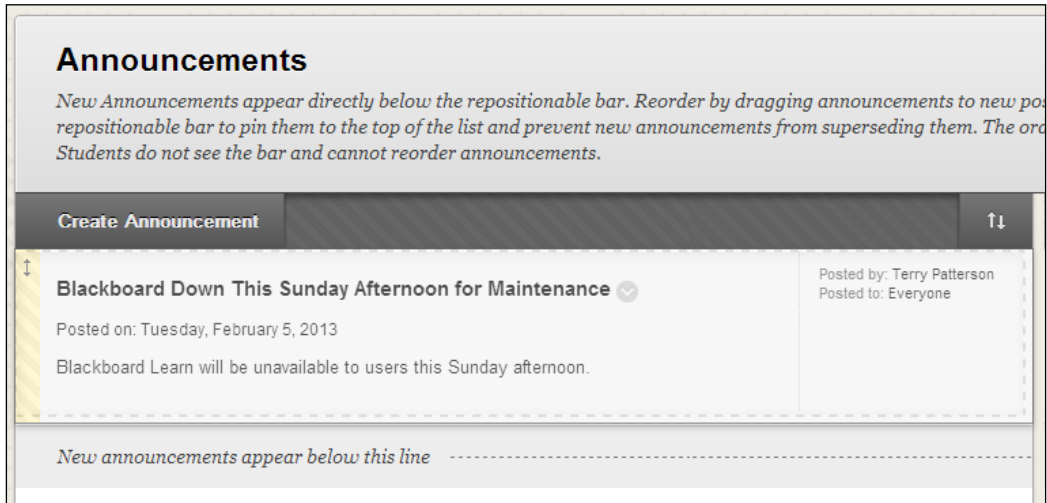 Announcements
New Announcements appear directly below the repositionable bar. Reorder by dragging announcements to new
repositionable bar to pin them to the top of the list and prevent new announcements from superseding them. The
Students do not see the bar and cannot reorder announcements.
Create Announcement
Blackboard Down This Sunday Afternoon for Maintenance
Posted by: Terry Patterson
Posted to: Everyone
Posted on: Tuesday, February 5, 2013
Blackboard Learn will be unavailable to users this Sunday afternoon.
New announcements appear below this line